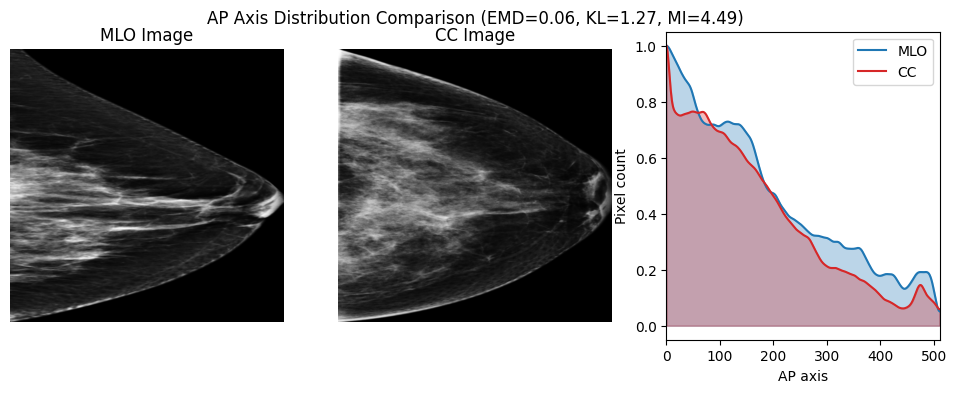 AP Axis Distribution Comparison (EMD=0.06, KL=1.27, MI=4.49)
MLO Image
CC Image
MLO
CC
1.0
0.8
0.6
0.4
0.2
0.0
Pixel count
0 100 200 300 400 500
AP axis